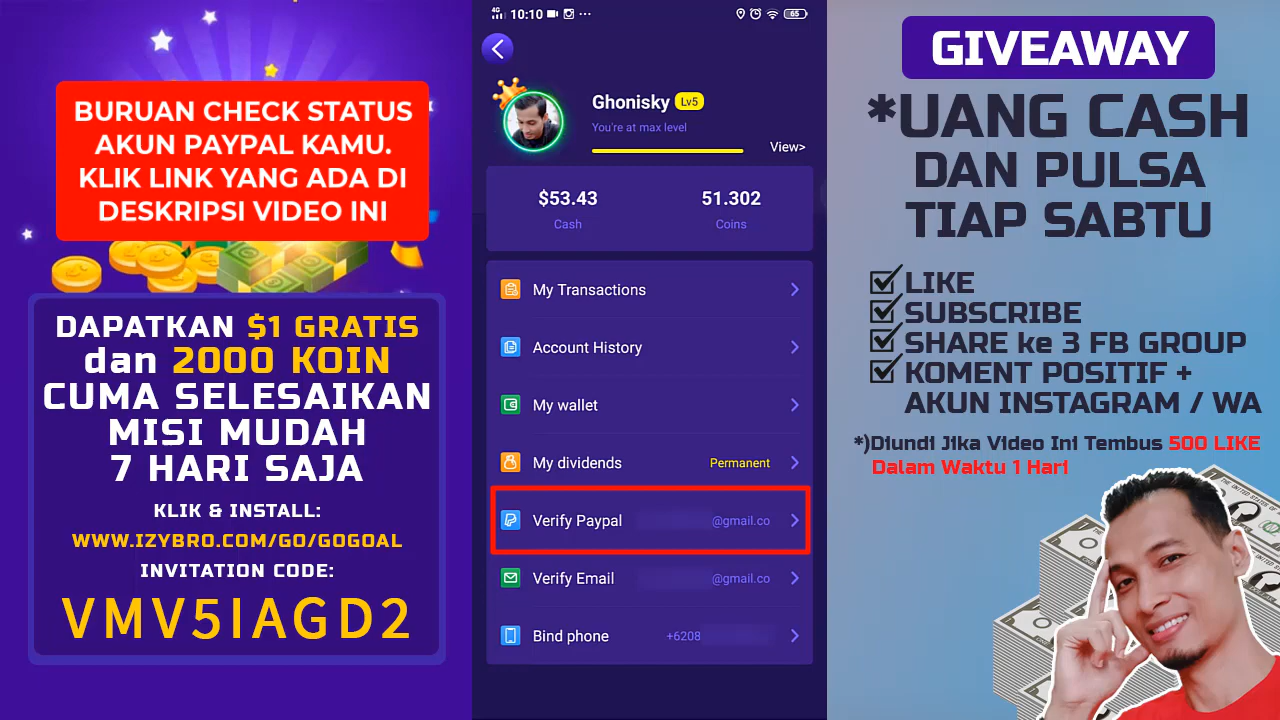 BURUAN CHECK STATUS
AKUN PAYPAL KAMU.
KLIK LINK YANG ADA DI
DESKRIPSI VIDEO INI
DAPATKAN $1 GRATIS
dan 2000 KOIN
CUMA SELESAIKAN
MISI MUDAH
7 HARI SAJA
KLIK & INSTALL:
WWW.IZYBRO.COM/GO/GOGOAL
INVITATION CODE:
VMV5IAGD2
4G 10:10 65
Ghonisky Lv5
You're at max level
View>
$53.43 51.302
Cash Coins
My Transactions
Account History
My wallet
My dividends Permanent
Verify Paypal @gmail.co
Verify Email @gmail.co
Bind phone +6208
GIVEAWAY
*UANG CASH
DAN PULSA
TIAP SABTU
LIKE
SUBSCRIBE
SHARE ke 3 FB GROUP
KOMENT POSITIF +
AKUN INSTAGRAM / WA
*)Diundi Jika Video Ini Tembus 500 LIKE
Dalam Waktu 1 Hari